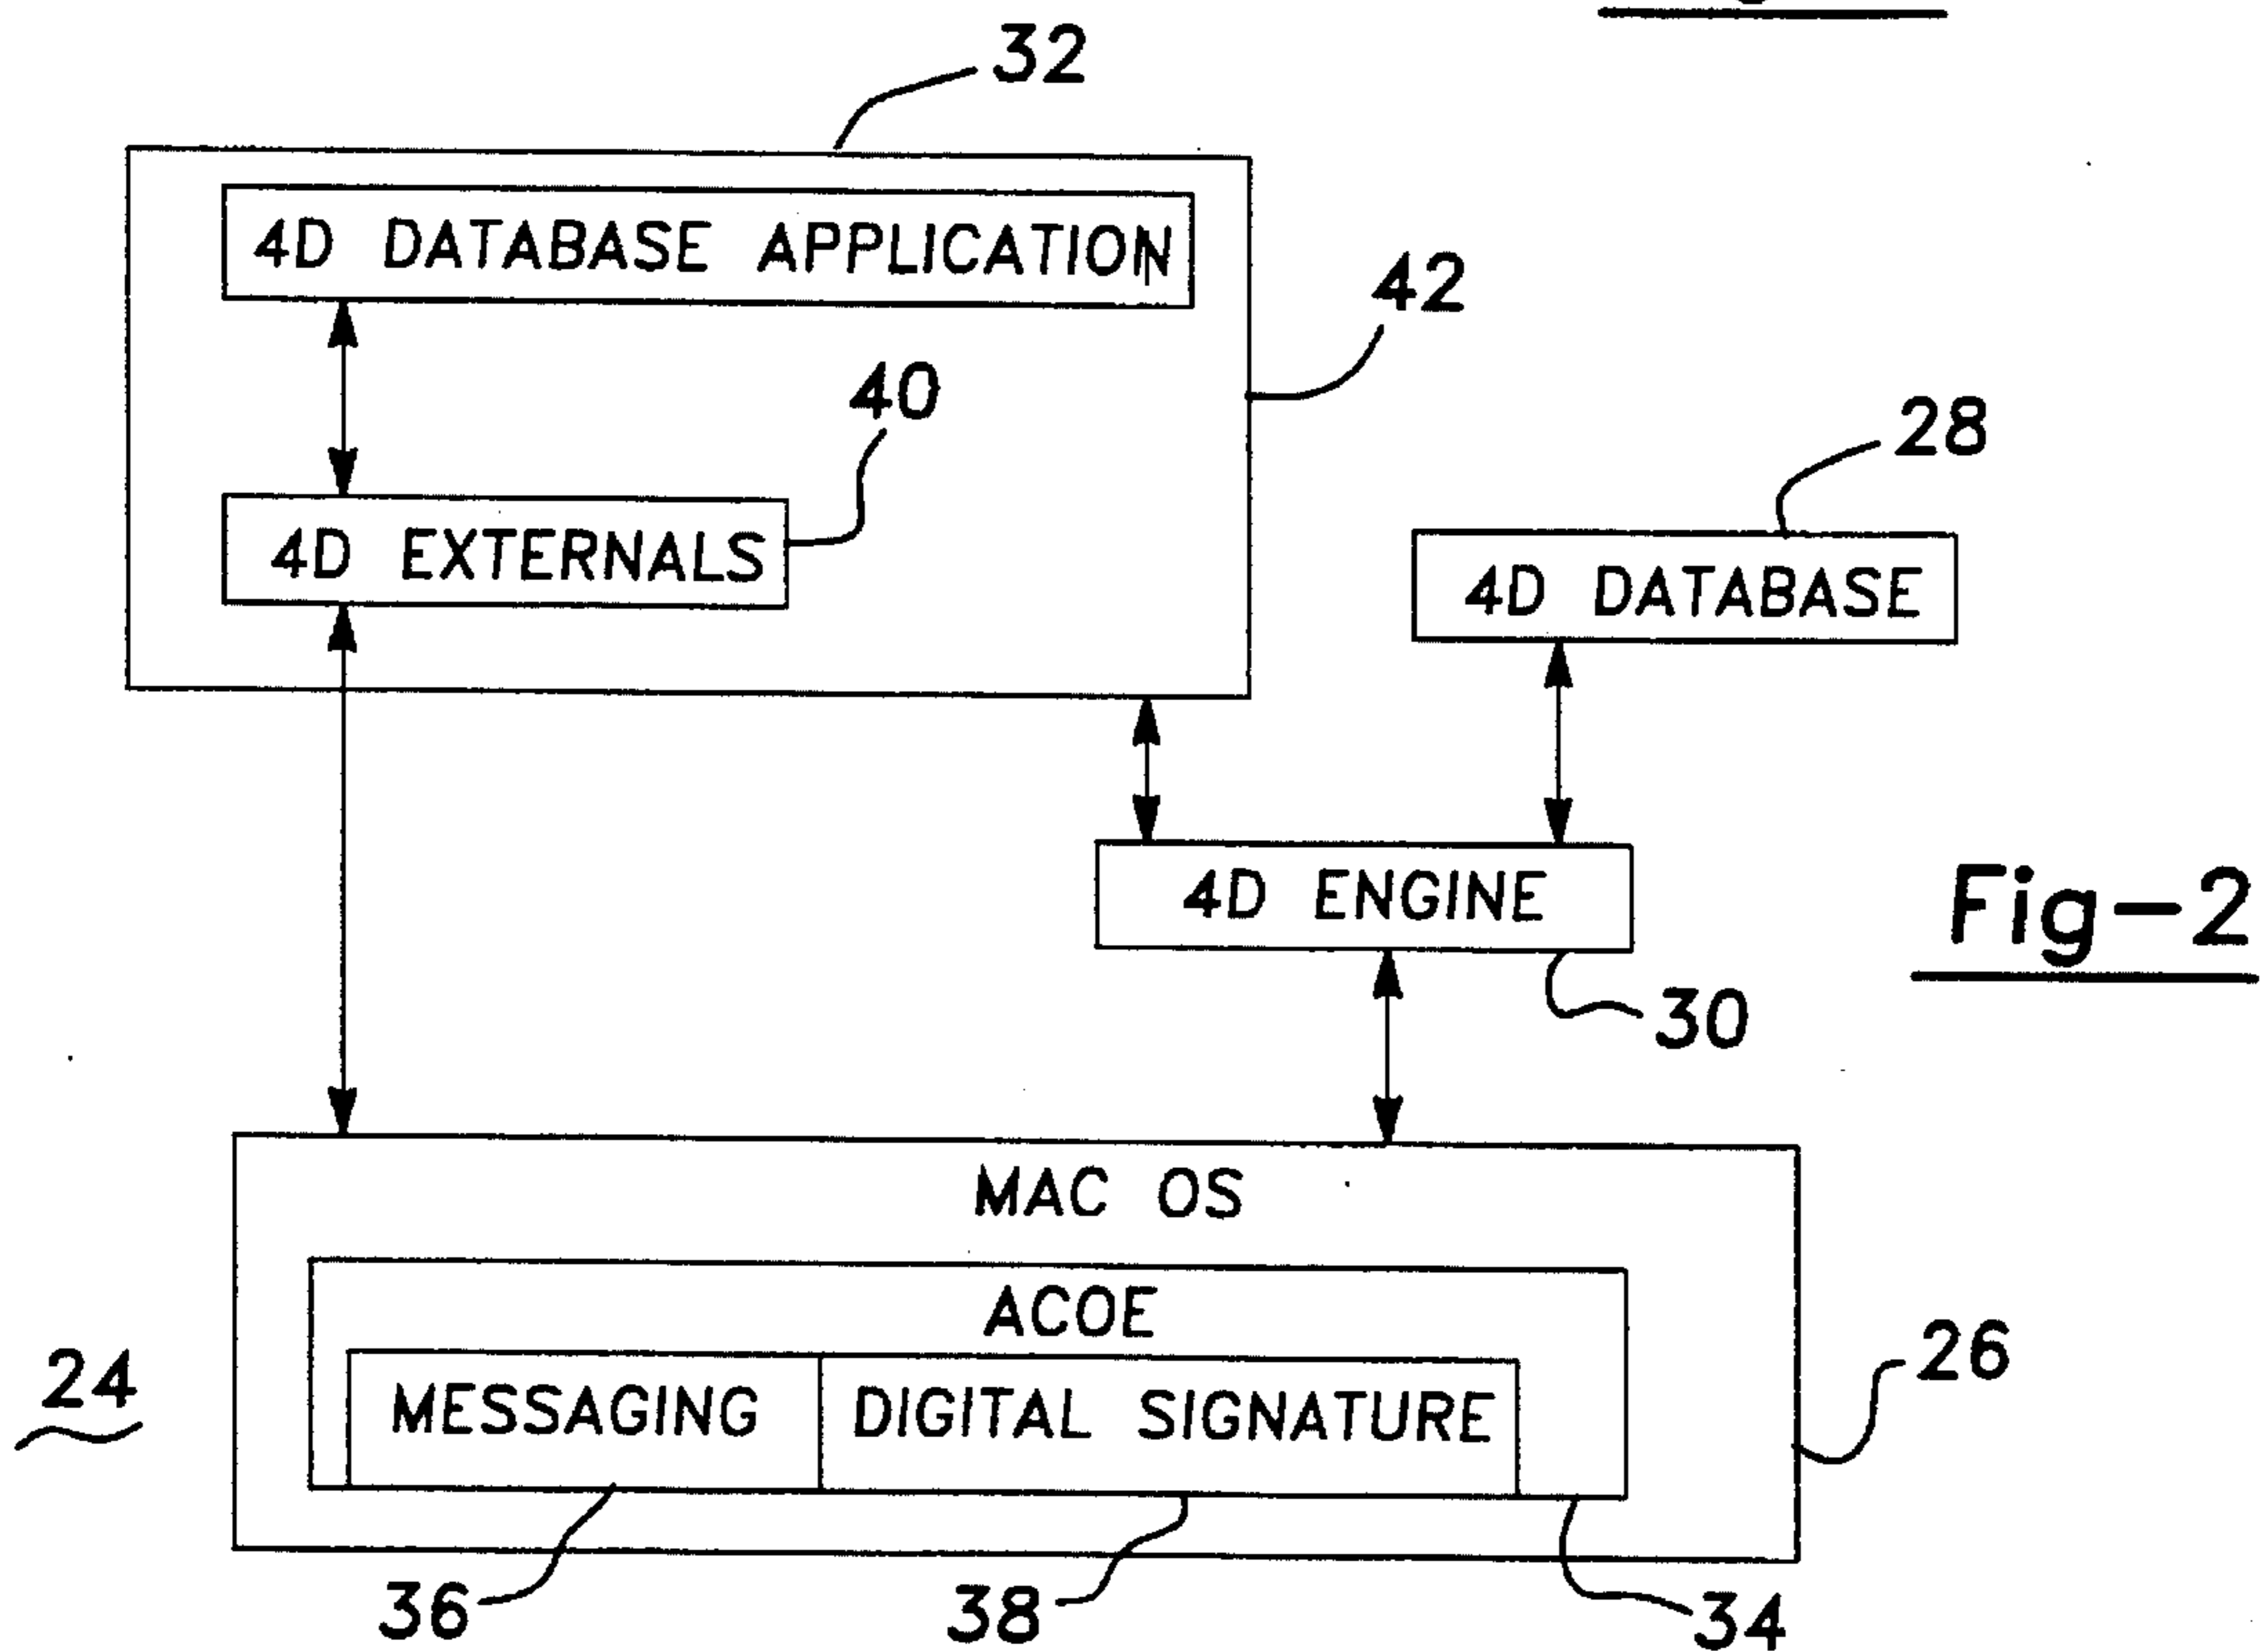 32
4D DATABASE APPLICATION
42
40
28
4D EXTERNALS
4D DATABASE
4D ENGINE
Fig-2
30
MAC OS
ACOE
26
24
MESSAGING
DIGITAL SIGNATURE
36
38
34